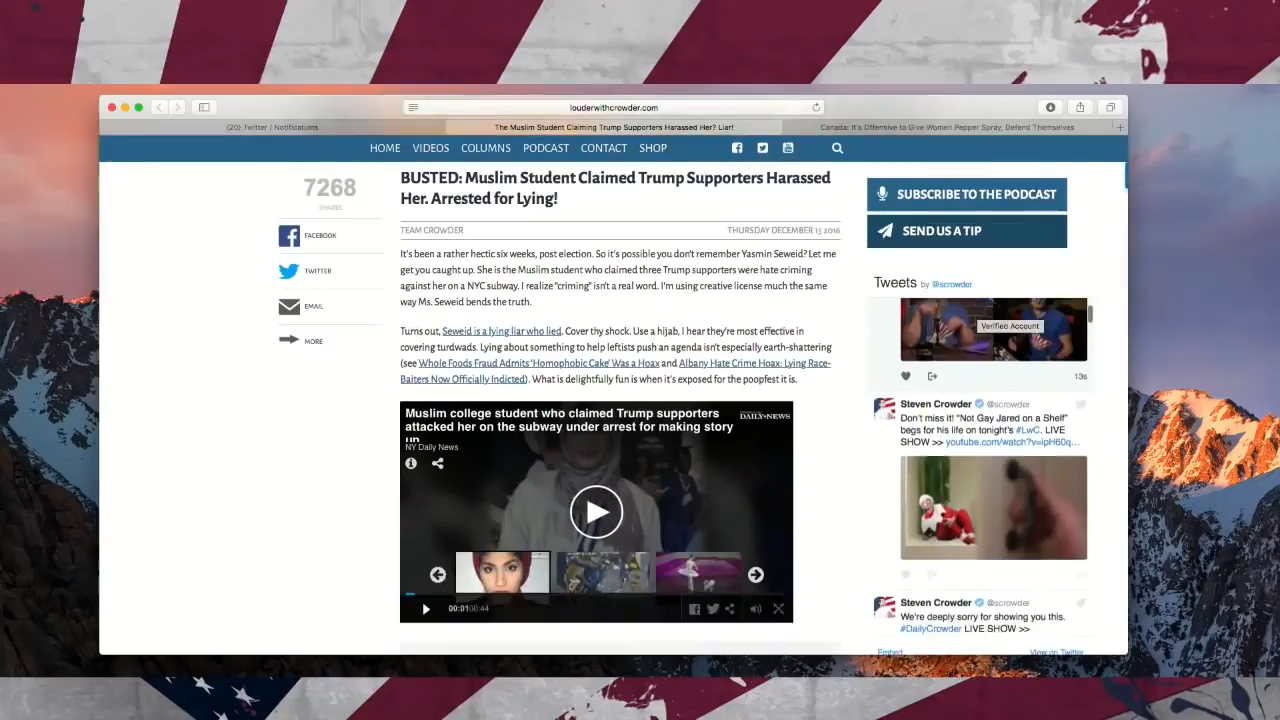 louderwithcrowder.com
(20) Twitter / Notifications
The Muslim Student Claiming Trump Supporters Harassed Her? Liar!
Canada: It's Offensive to Give Women Pepper Spray, Defend Themselves
HOME VIDEOS COLUMNS PODCAST CONTACT SHOP
7268
SHARES
FACEBOOK
TWITTER
EMAIL
MORE
BUSTED: Muslim Student Claimed Trump Supporters Harassed
Her. Arrested for Lying!
TEAM CROWDER
THURSDAY DECEMBER 15 2016
It's been a rather hectic six weeks, post election. So it's possible you don't remember Yasmin Seweid? Let me
get you caught up. She is the Muslim student who claimed three Trump supporters were hate criming
against her on a NYC subway. I realize "criming" isn't a real word. I'm using creative license much the same
way Ms. Seweid bends the truth.
Turns out, Seweid is a lying liar who lied. Cover thy shock. Use a hijab, I hear they're most effective in
covering turdwads. Lying about something to help leftists push an agenda isn't especially earth-shattering
(see Whole Foods Fraud Admits 'Homophobic Cake' Was a Hoax and Albany Hate Crime Hoax: Lying Race-
Baiters Now Officially Indicted). What is delightfully fun is when it's exposed for the poopfest it is.
Muslim college student who claimed Trump supporters
attacked her on the subway under arrest for making story
up
NY Daily News
DAILY NEWS
00:01 00:44
SUBSCRIBE TO THE PODCAST
SEND US A TIP
Tweets by @scrowder
Verified Account
13s
Steven Crowder @scrowder
Don't miss it! "Not Gay Jared on a Shelf"
begs for his life on tonight's #LwC. LIVE
SHOW >> youtube.com/watch?v=ipH60q…
Steven Crowder @scrowder
We're deeply sorry for showing you this.
#DailyCrowder LIVE SHOW >>
Embed
View on Twitter